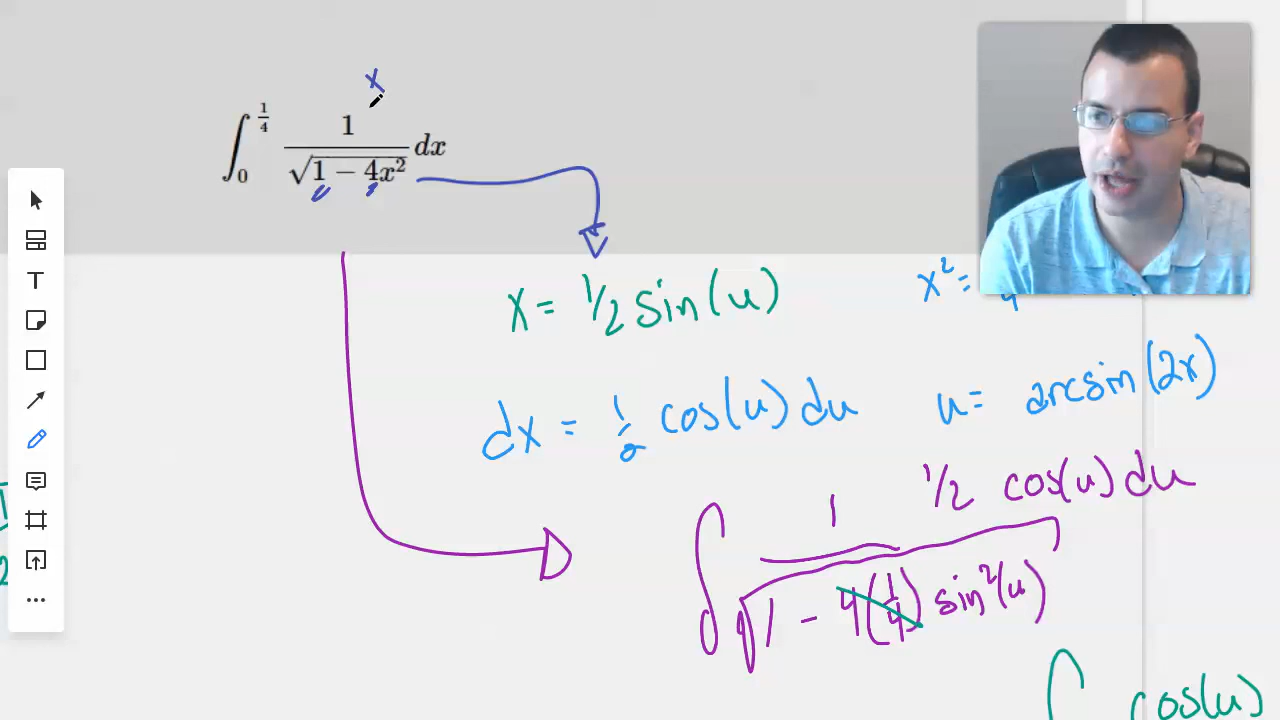 x
∫₀^{1/4} 1/√(1 − 4x²) dx
x = 1/2 sin(u)
x² =
dx = 1/2 cos(u) du
u = arcsin(2x)
∫ 1/√(1 − 4(1/4) sin²(u)) 1/2 cos(u) du
∫ cos(u)
T